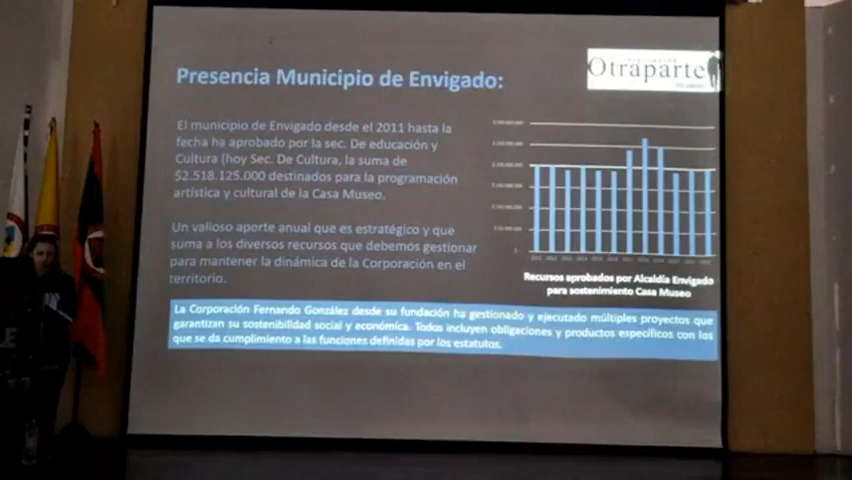 Presencia Municipio de Envigado:
Otraparte
El municipio de Envigado desde el 2011 hasta la
fecha ha aprobado por la sec. De educación y
Cultura (hoy Sec. De Cultura, la suma de
$2.518.125.000 destinados para la programación
artística y cultural de la Casa Museo.
Un valioso aporte anual que es estratégico y que
suma a los diversos recursos que debemos gestionar
para mantener la dinámica de la Corporación en el
territorio.
Recursos aprobados por Alcaldía Envigado
para sostenimiento Casa Museo
La Corporación Fernando González desde su fundación ha gestionado y ejecutado múltiples proyectos que
garantizan su sostenibilidad social y económica. Todos incluyen obligaciones y productos específicos con los
que se da cumplimiento a las funciones definidas por los estatutos.